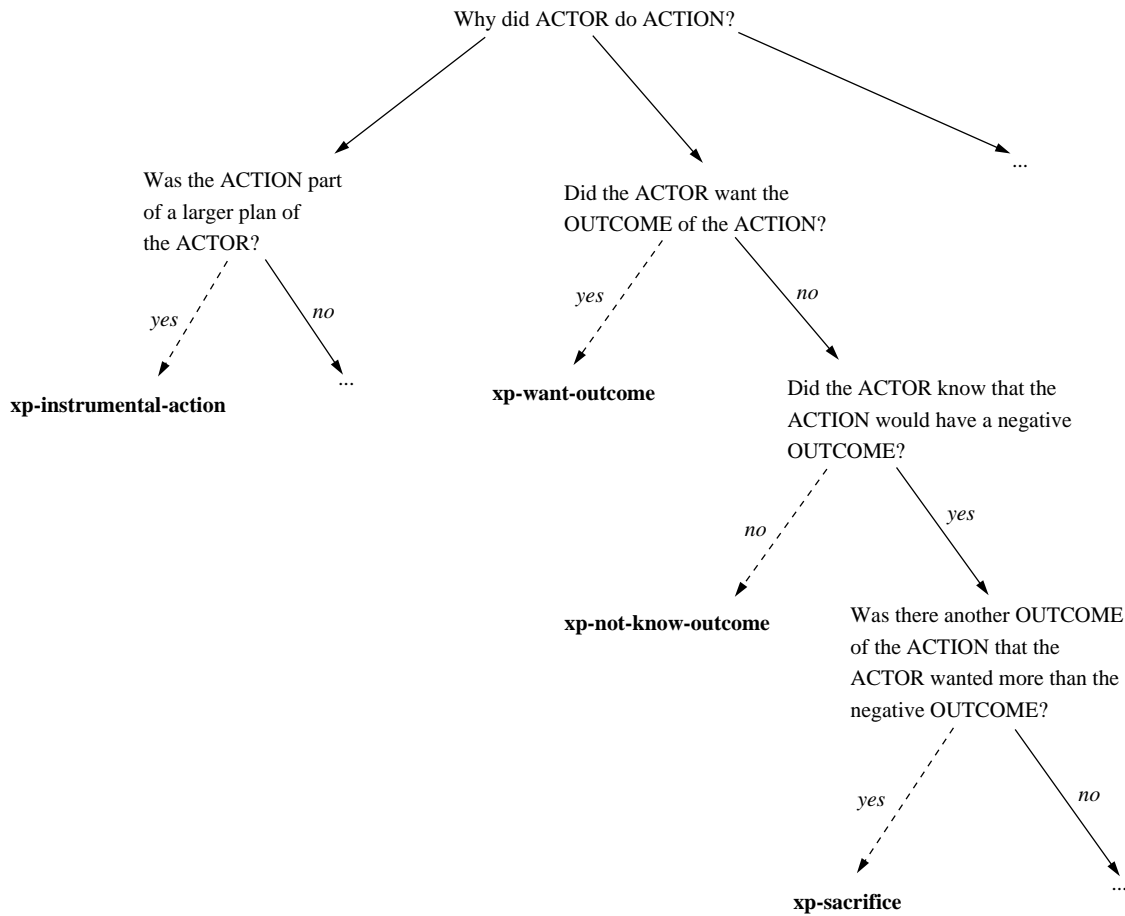 Why did ACTOR do ACTION?
...
Was the ACTION part
of a larger plan of
the ACTOR?
Did the ACTOR want the
OUTCOME of the ACTION?
yes
no
yes
no
xp-instrumental-action
...
xp-want-outcome
Did the ACTOR know that the
ACTION would have a negative
OUTCOME?
no
yes
xp-not-know-outcome
Was there another OUTCOME
of the ACTION that the
ACTOR wanted more than the
negative OUTCOME?
yes
no
xp-sacrifice
...